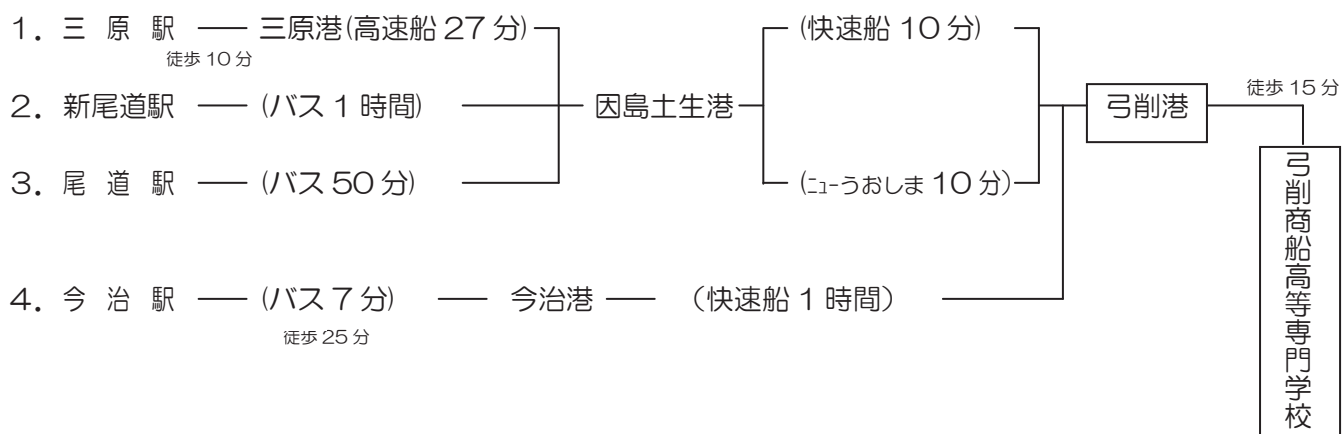 1. 三原駅 三原港(高速船 27 分) (快速船 10 分)
徒歩 10 分
徒歩 15 分
2. 新尾道駅 (バス 1 時間) 因島土生港 弓削港
3. 尾道駅 (バス 50 分) (ニューうおしま 10 分)
弓削商船高等専門学校
4. 今治駅 (バス 7 分) 今治港 (快速船 1 時間)
徒歩 25 分